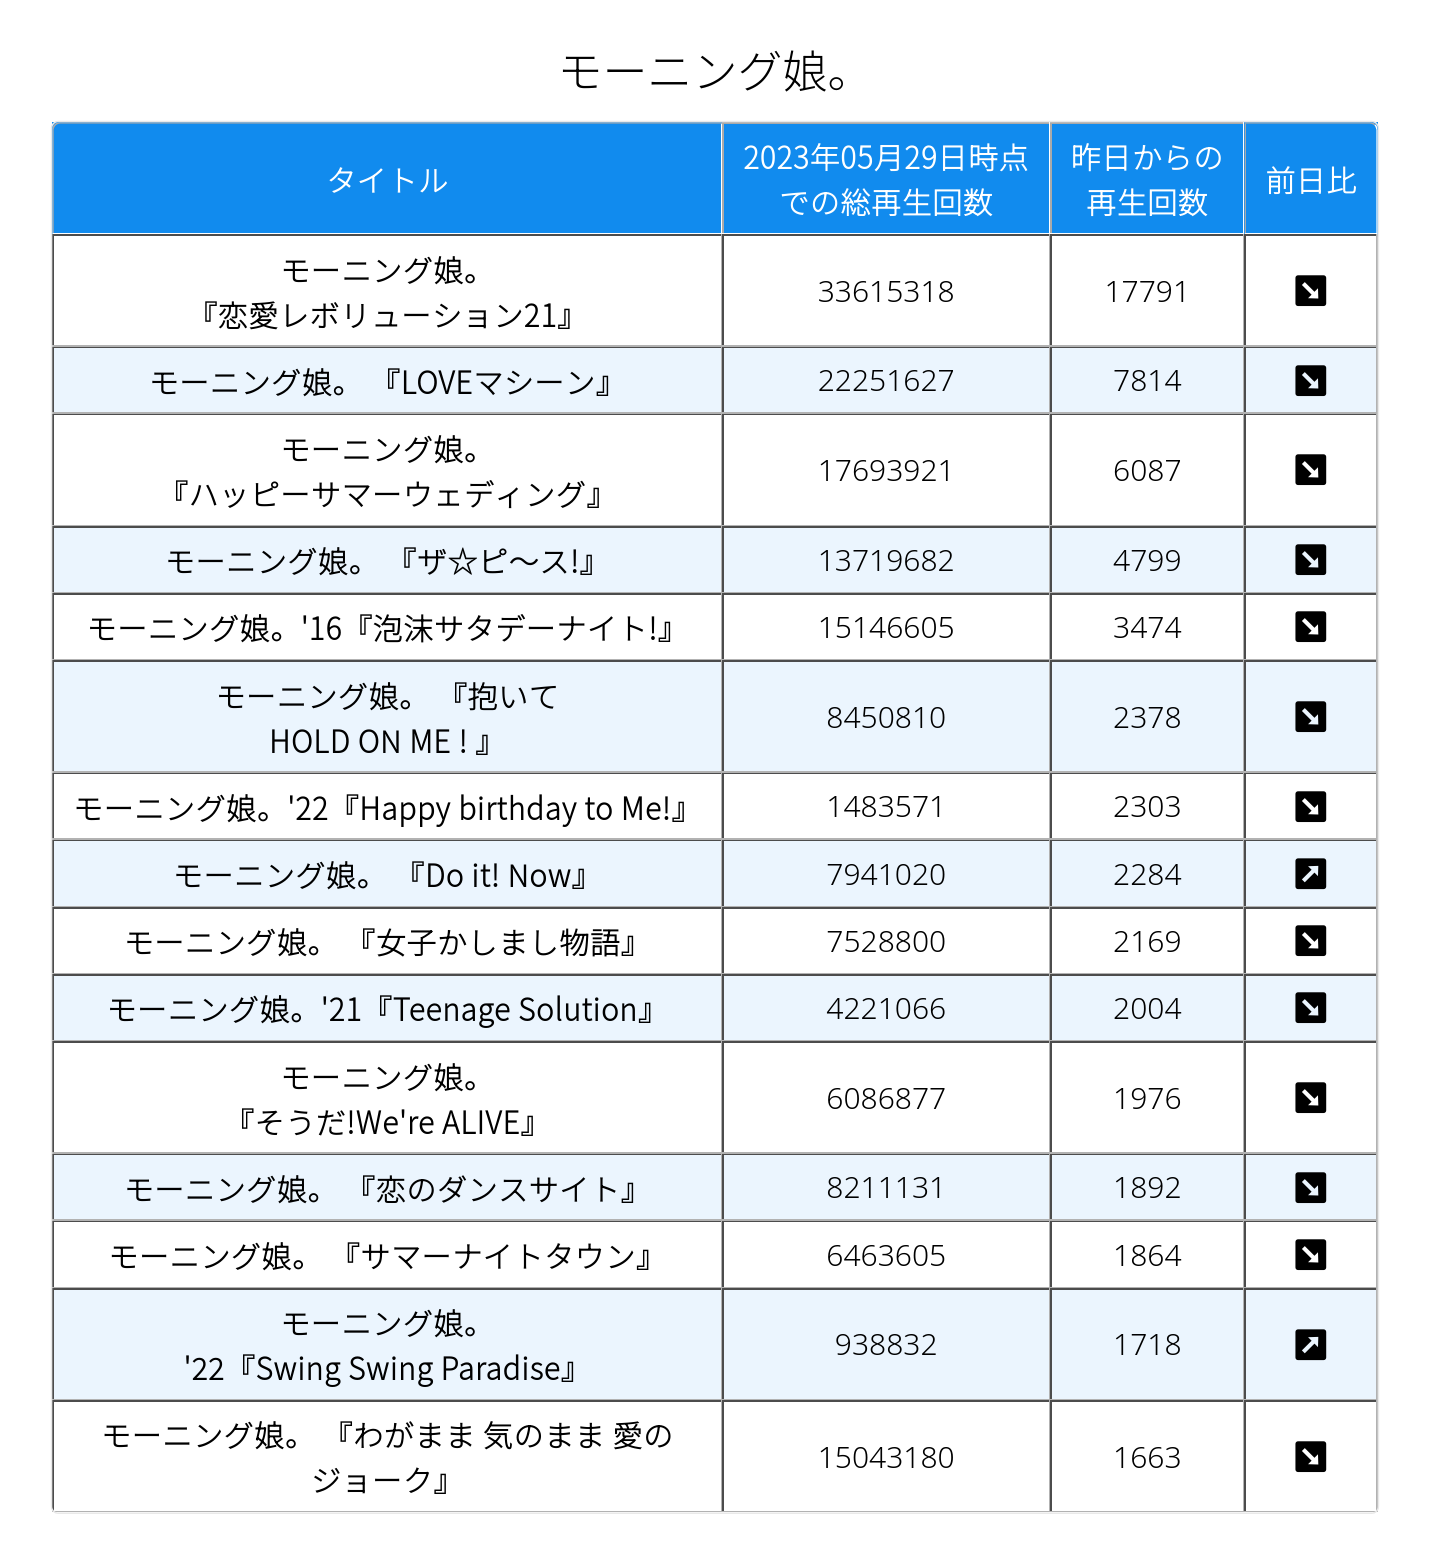 モーニング娘。
タイトル
2023年05月29日時点
での総再生回数
昨日からの
再生回数
前日比
モーニング娘。
『恋愛レボリューション21』
33615318
17791
モーニング娘。 『LOVEマシーン』
22251627
7814
モーニング娘。
『ハッピーサマーウェディング』
17693921
6087
モーニング娘。 『ザ☆ピ〜ス!』
13719682
4799
モーニング娘。'16『泡沫サタデーナイト!』
15146605
3474
モーニング娘。 『抱いて
HOLD ON ME ! 』
8450810
2378
モーニング娘。'22『Happy birthday to Me!』
1483571
2303
モーニング娘。 『Do it! Now』
7941020
2284
モーニング娘。 『女子かしまし物語』
7528800
2169
モーニング娘。'21『Teenage Solution』
4221066
2004
モーニング娘。
『そうだ!We're ALIVE』
6086877
1976
モーニング娘。 『恋のダンスサイト』
8211131
1892
モーニング娘。 『サマーナイトタウン』
6463605
1864
モーニング娘。
'22『Swing Swing Paradise』
938832
1718
モーニング娘。 『わがまま 気のまま 愛の
ジョーク』
15043180
1663